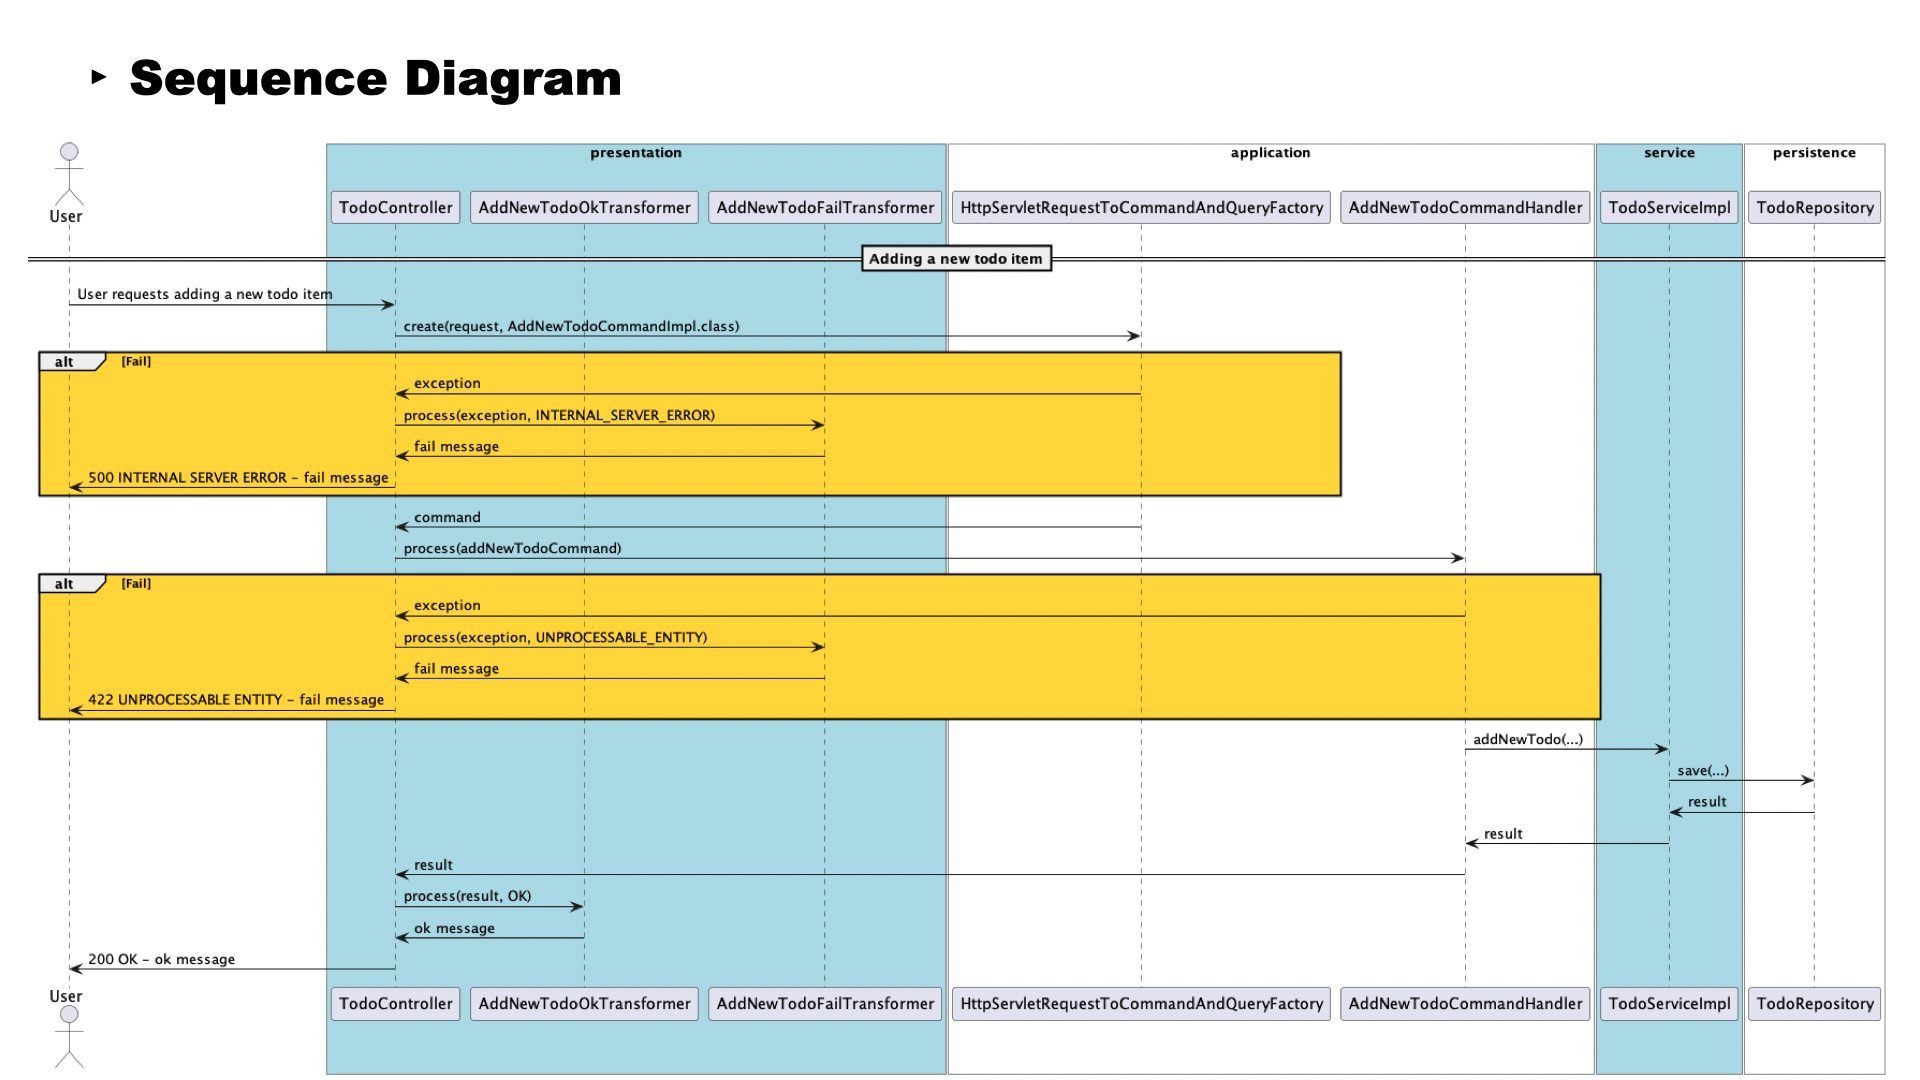 Sequence Diagram
presentation
application
service
persistence
User
TodoController
AddNewTodoOkTransformer
AddNewTodoFailTransformer
HttpServletRequestToCommandAndQueryFactory
AddNewTodoCommandHandler
TodoServiceImpl
TodoRepository
Adding a new todo item
User requests adding a new todo item
create(request, AddNewTodoCommandImpl.class)
alt [Fail]
exception
process(exception, INTERNAL_SERVER_ERROR)
fail message
500 INTERNAL SERVER ERROR – fail message
command
process(addNewTodoCommand)
alt [Fail]
exception
process(exception, UNPROCESSABLE_ENTITY)
fail message
422 UNPROCESSABLE ENTITY – fail message
addNewTodo(...)
save(...)
result
result
result
process(result, OK)
ok message
200 OK – ok message
User
TodoController
AddNewTodoOkTransformer
AddNewTodoFailTransformer
HttpServletRequestToCommandAndQueryFactory
AddNewTodoCommandHandler
TodoServiceImpl
TodoRepository